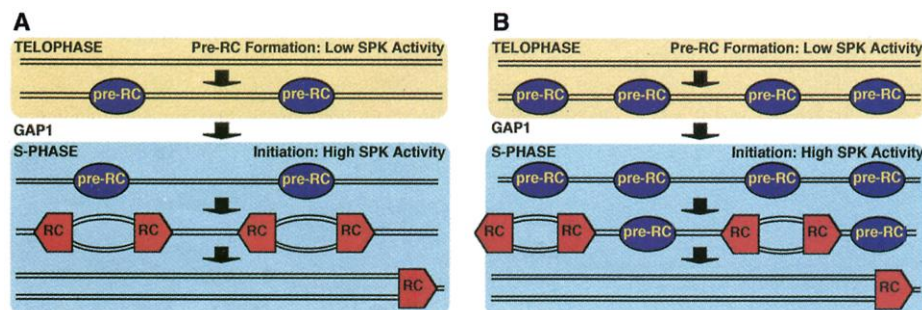 A
TELOPHASE Pre-RC Formation: Low SPK Activity
pre-RC pre-RC
GAP1
S-PHASE Initiation: High SPK Activity
pre-RC pre-RC
RC RC RC RC
RC
B
TELOPHASE Pre-RC Formation: Low SPK Activity
pre-RC pre-RC pre-RC pre-RC
GAP1
S-PHASE Initiation: High SPK Activity
pre-RC pre-RC pre-RC pre-RC
RC RC pre-RC RC RC pre-RC
RC